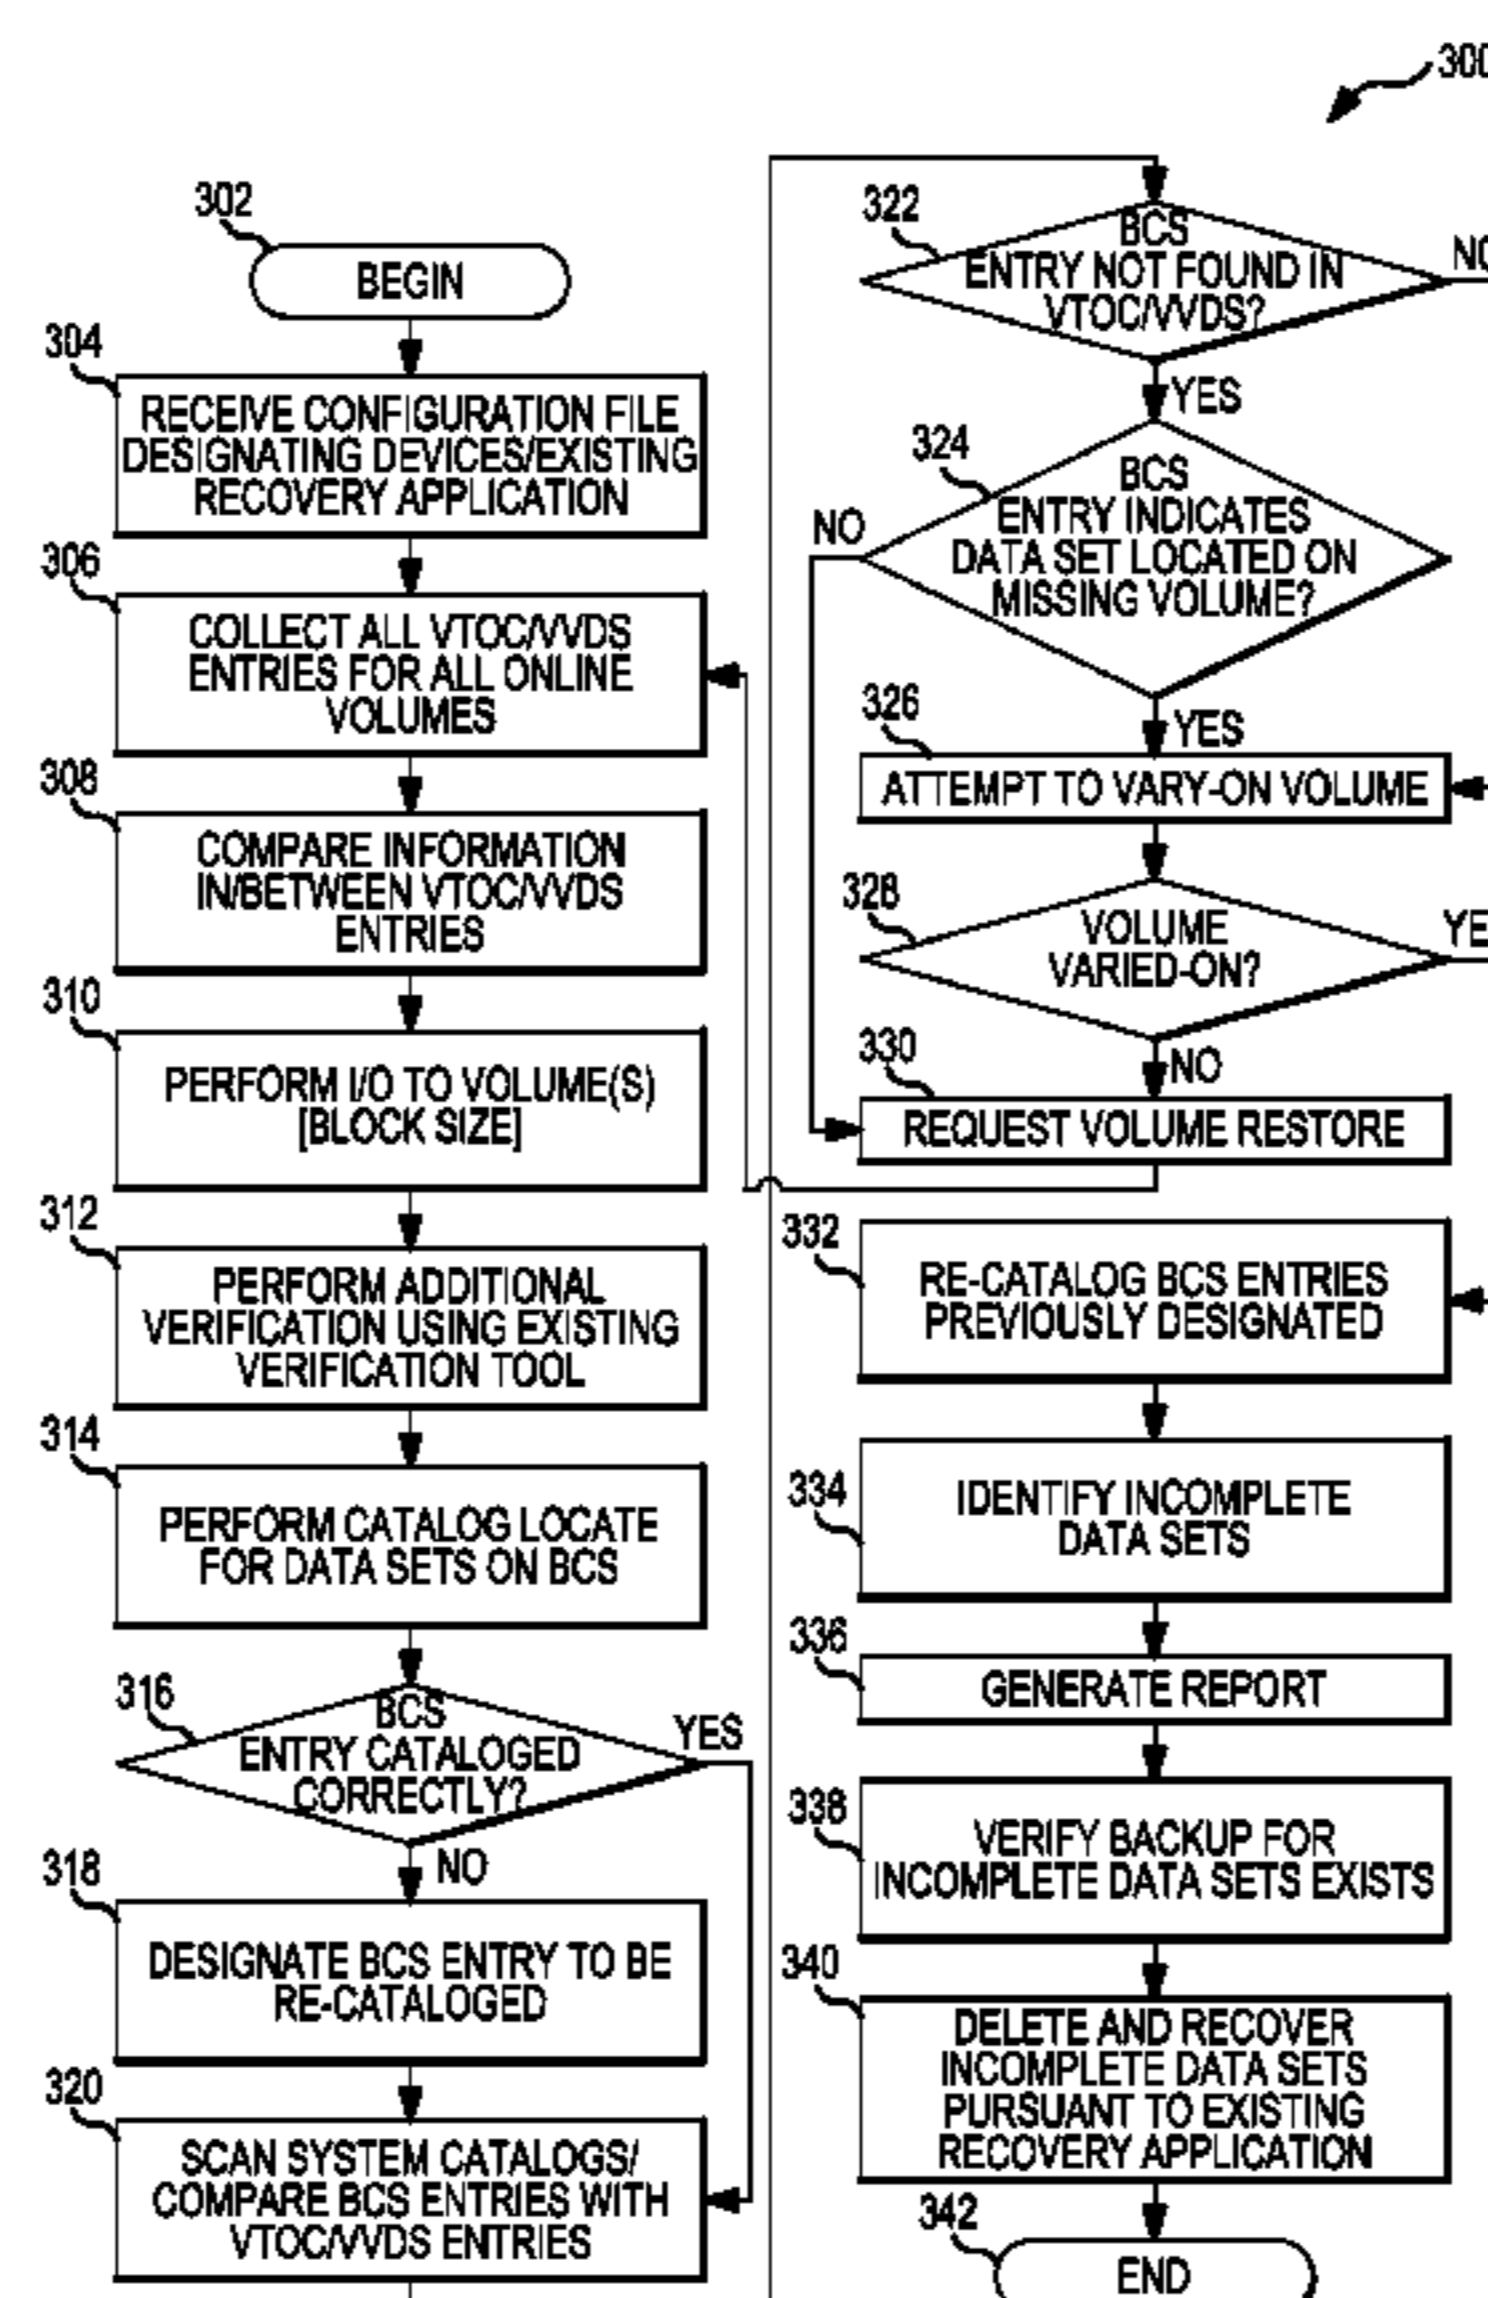 300
302
BEGIN
304
RECEIVE CONFIGURATION FILE
DESIGNATING DEVICES/EXISTING
RECOVERY APPLICATION
306
COLLECT ALL VTOC/VVDS
ENTRIES FOR ALL ONLINE
VOLUMES
308
COMPARE INFORMATION
IN/BETWEEN VTOC/VVDS
ENTRIES
310
PERFORM I/O TO VOLUME(S)
[BLOCK SIZE]
312
PERFORM ADDITIONAL
VERIFICATION USING EXISTING
VERIFICATION TOOL
314
PERFORM CATALOG LOCATE
FOR DATA SETS ON BCS
316
BCS
ENTRY CATALOGED
CORRECTLY?
YES
NO
318
DESIGNATE BCS ENTRY TO BE
RE-CATALOGED
320
SCAN SYSTEM CATALOGS/
COMPARE BCS ENTRIES WITH
VTOC/VVDS ENTRIES
322
BCS
ENTRY NOT FOUND IN
VTOC/VVDS?
NO
YES
324
BCS
ENTRY INDICATES
DATA SET LOCATED ON
MISSING VOLUME?
NO
YES
326
ATTEMPT TO VARY-ON VOLUME
328
VOLUME
VARIED-ON?
YE
NO
330
REQUEST VOLUME RESTORE
332
RE-CATALOG BCS ENTRIES
PREVIOUSLY DESIGNATED
334
IDENTIFY INCOMPLETE
DATA SETS
336
GENERATE REPORT
338
VERIFY BACKUP FOR
INCOMPLETE DATA SETS EXISTS
340
DELETE AND RECOVER
INCOMPLETE DATA SETS
PURSUANT TO EXISTING
RECOVERY APPLICATION
342
END